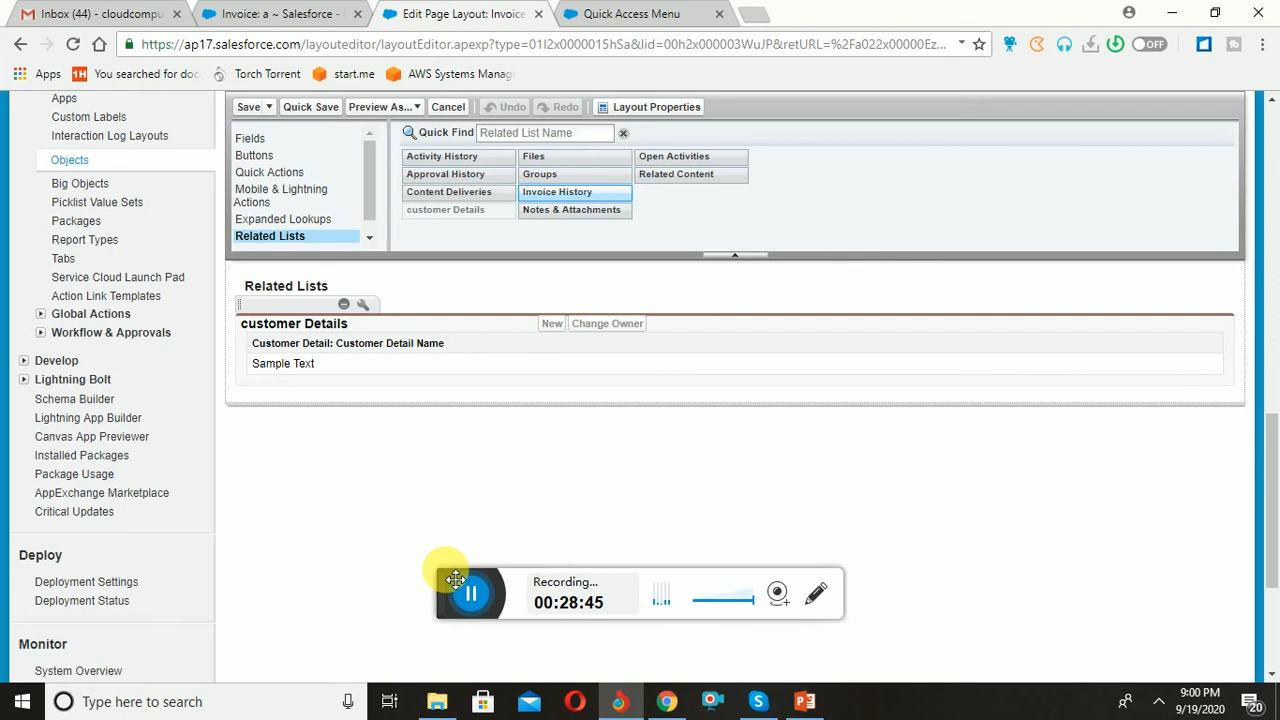 Inbox (44) - cloudcompu
Invoice: a ~ Salesforce -
Edit Page Layout: Invoice
Quick Access Menu
https://ap17.salesforce.com/layouteditor/layoutEditor.apexp?type=01I2x0000015hSa&lid=00h2x000003WuJP&retURL=%2Fa022x00000Ez...
OFF
Apps
You searched for doc
Torch Torrent
start.me
AWS Systems Manag
Apps
Custom Labels
Interaction Log Layouts
Objects
Big Objects
Picklist Value Sets
Packages
Report Types
Tabs
Service Cloud Launch Pad
Action Link Templates
Global Actions
Workflow & Approvals
Develop
Lightning Bolt
Schema Builder
Lightning App Builder
Canvas App Previewer
Installed Packages
Package Usage
AppExchange Marketplace
Critical Updates
Deploy
Deployment Settings
Deployment Status
Monitor
System Overview
Save
Quick Save
Preview As...
Cancel
Undo
Redo
Layout Properties
Fields
Buttons
Quick Actions
Mobile & Lightning
Actions
Expanded Lookups
Related Lists
Quick Find
Related List Name
Activity History
Files
Open Activities
Approval History
Groups
Related Content
Content Deliveries
Invoice History
customer Details
Notes & Attachments
Related Lists
customer Details
New
Change Owner
Customer Detail: Customer Detail Name
Sample Text
Recording...
00:28:45
Type here to search
9:00 PM
9/19/2020
20